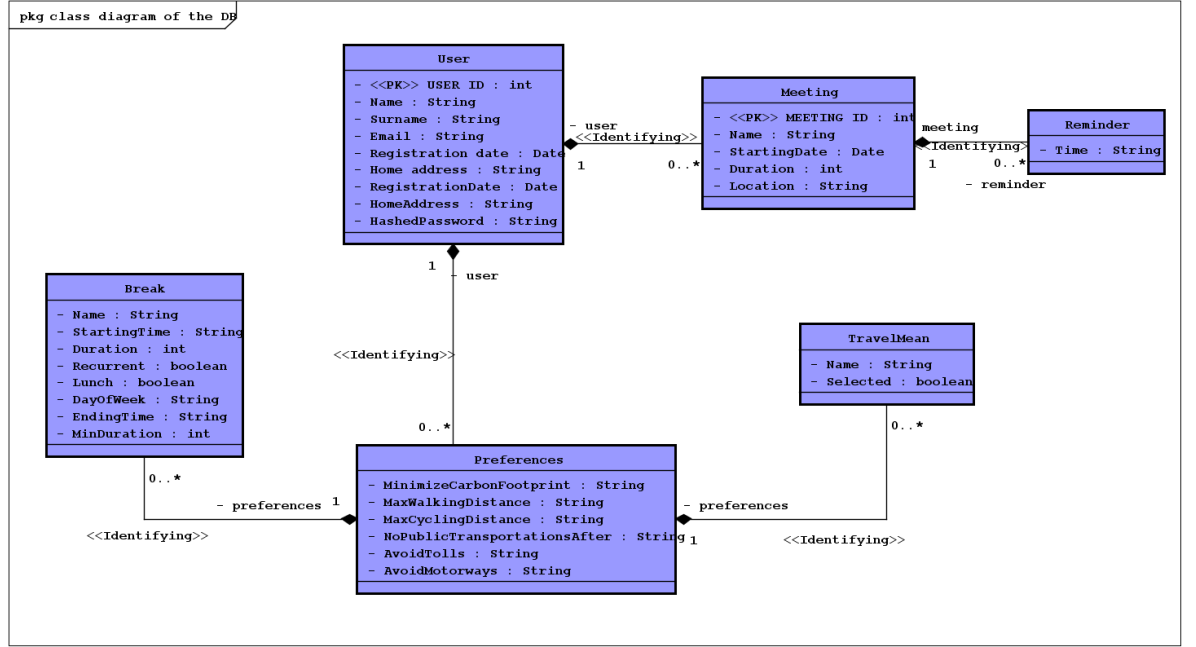 pkg class diagram of the DB
User
- <<PK>> USER ID : int
- Name : String
- Surname : String
- Email : String
- Registration date : Date
- Home address : String
- RegistrationDate : Date
- HomeAddress : String
- HashedPassword : String
- user
<<Identifying>>
1
0..*
Meeting
- <<PK>> MEETING ID : int
- Name : String
- StartingDate : Date
- Duration : int
- Location : String
meeting
<<Identifying>
1
0..*
- reminder
Reminder
- Time : String
1
- user
<<Identifying>>
0..*
Break
- Name : String
- StartingTime : String
- Duration : int
- Recurrent : boolean
- Lunch : boolean
- DayOfWeek : String
- EndingTime : String
- MinDuration : int
0..*
- preferences
1
<<Identifying>>
TravelMean
- Name : String
- Selected : boolean
0..*
Preferences
- MinimizeCarbonFootprint : String
- MaxWalkingDistance : String
- MaxCyclingDistance : String
- NoPublicTransportationsAfter : String
- AvoidTolls : String
- AvoidMotorways : String
- preferences
1
<<Identifying>>